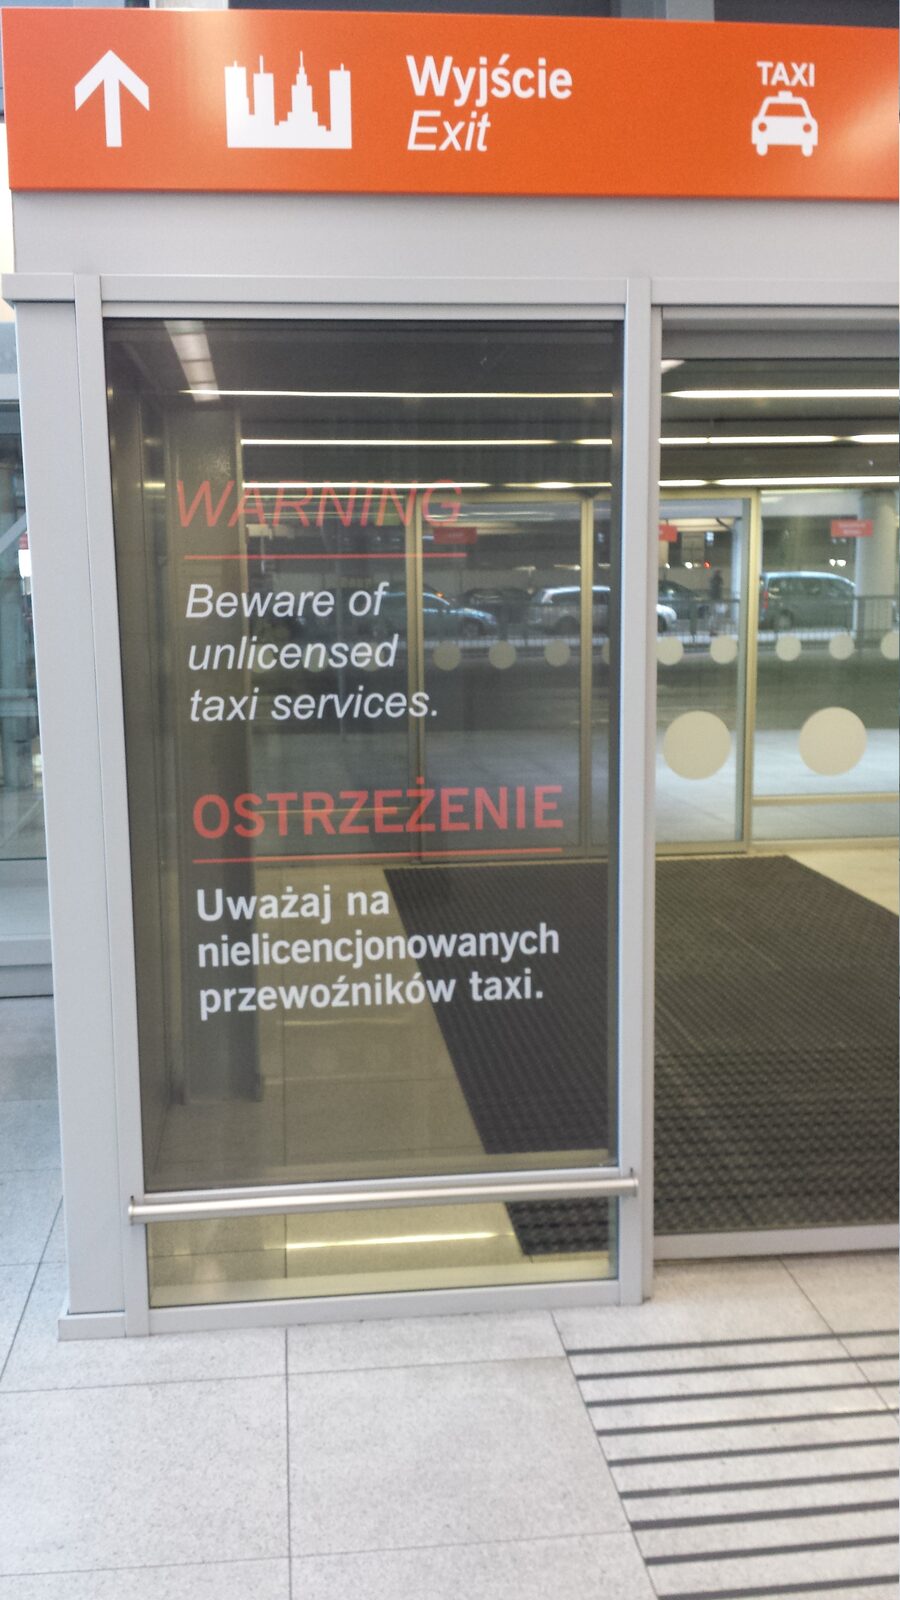 Wyjście
Exit
TAXI
WARNING
Beware of
unlicensed
taxi services.
OSTRZEŻENIE
Uważaj na
nielicencjonowanych
przewoźników taxi.